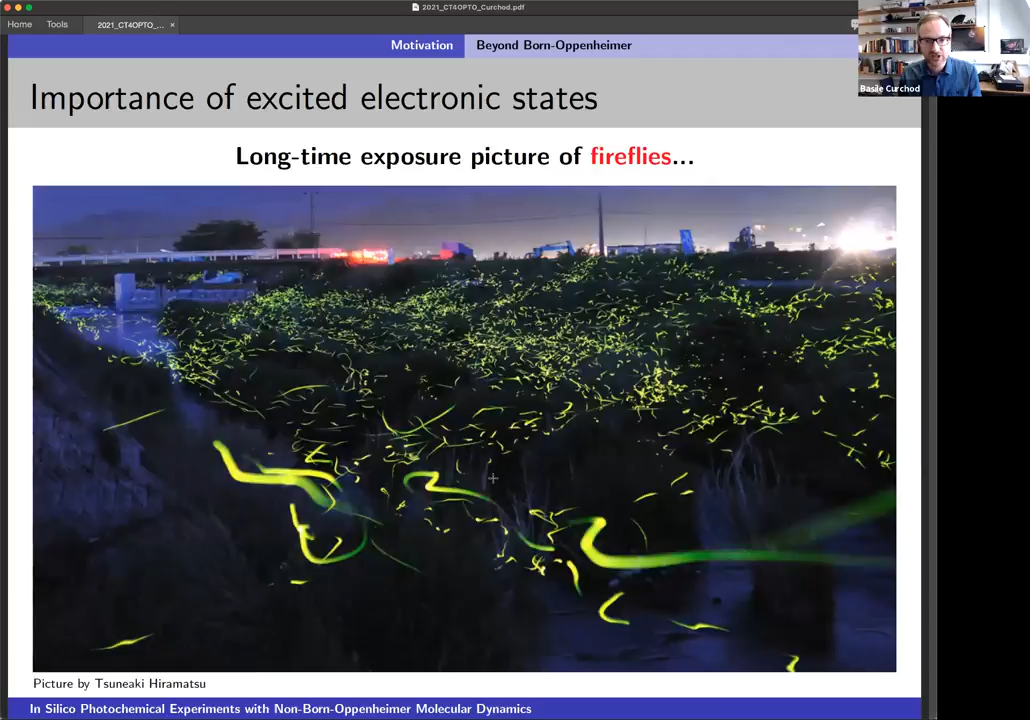 2021_CT4OPTO_Curchod.pdf
Home Tools 2021_CT4OPTO_... ×
Motivation Beyond Born-Oppenheimer
Basile Curchod
Importance of excited electronic states
Long-time exposure picture of fireflies...
Picture by Tsuneaki Hiramatsu
In Silico Photochemical Experiments with Non-Born-Oppenheimer Molecular Dynamics